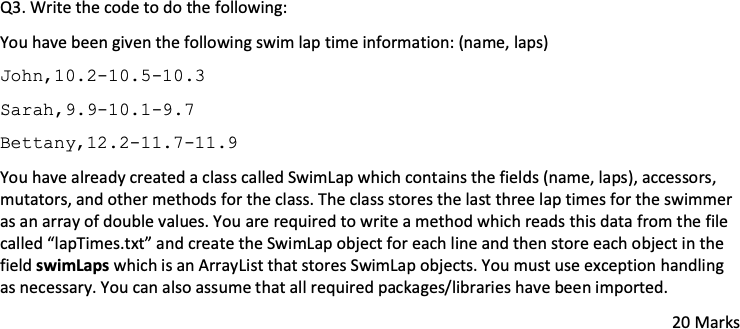 Q3. Write the code to do the following:
You have been given the following swim lap time information: (name, laps)
John,10.2-10.5-10.3
Sarah,9.9-10.1-9.7
Bettany,12.2-11.7-11.9
You have already created a class called SwimLap which contains the fields (name, laps), accessors,
mutators, and other methods for the class. The class stores the last three lap times for the swimmer
as an array of double values. You are required to write a method which reads this data from the file
called “lapTimes.txt” and create the SwimLap object for each line and then store each object in the
field swimLaps which is an ArrayList that stores SwimLap objects. You must use exception handling
as necessary. You can also assume that all required packages/libraries have been imported.
20 Marks